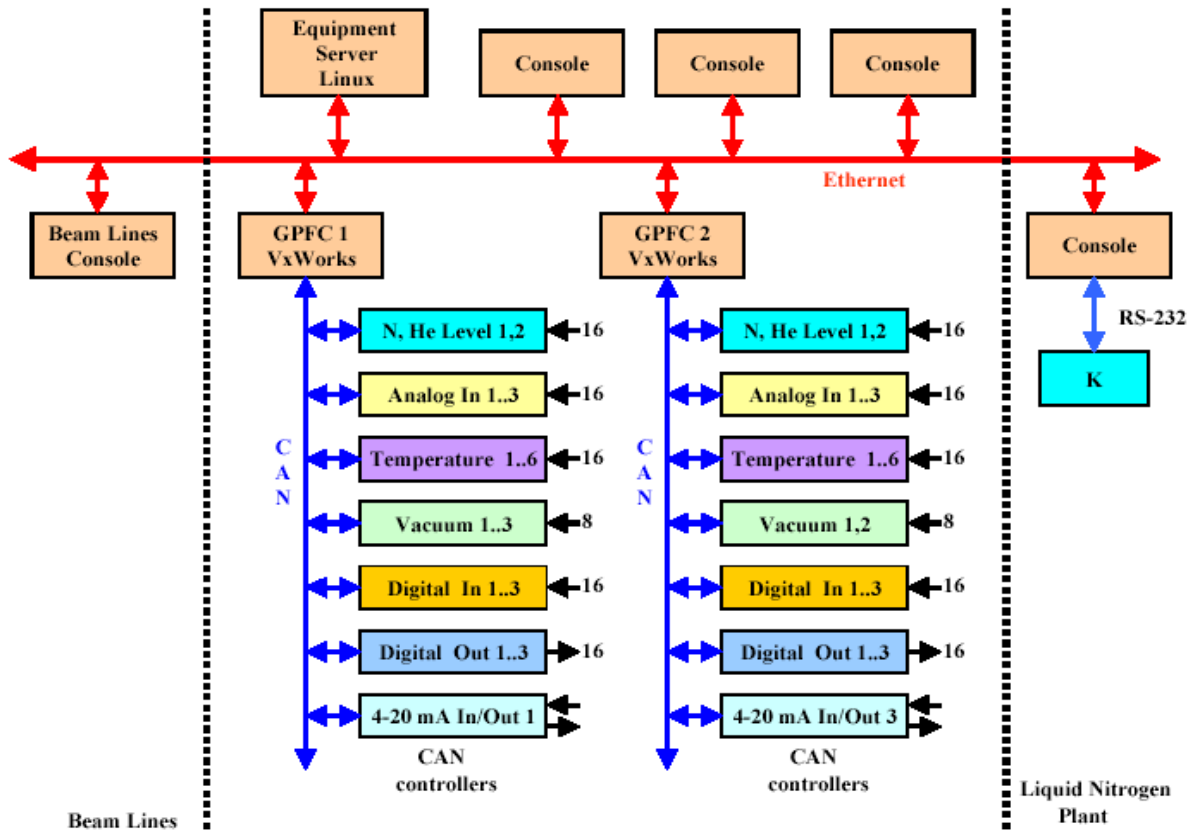 Equipment
Server
Linux
Console
Console
Console
Ethernet
Beam Lines
Console
GPFC 1
VxWorks
GPFC 2
VxWorks
Console
RS-232
K
CAN
N, He Level 1,2
16
Analog In 1..3
16
Temperature 1..6
16
Vacuum 1..3
8
Digital In 1..3
16
Digital Out 1..3
16
4-20 mA In/Out 1
CAN
controllers
CAN
N, He Level 1,2
16
Analog In 1..3
16
Temperature 1..6
16
Vacuum 1,2
8
Digital In 1..3
16
Digital Out 1..3
16
4-20 mA In/Out 3
CAN
controllers
Beam Lines
Liquid Nitrogen
Plant